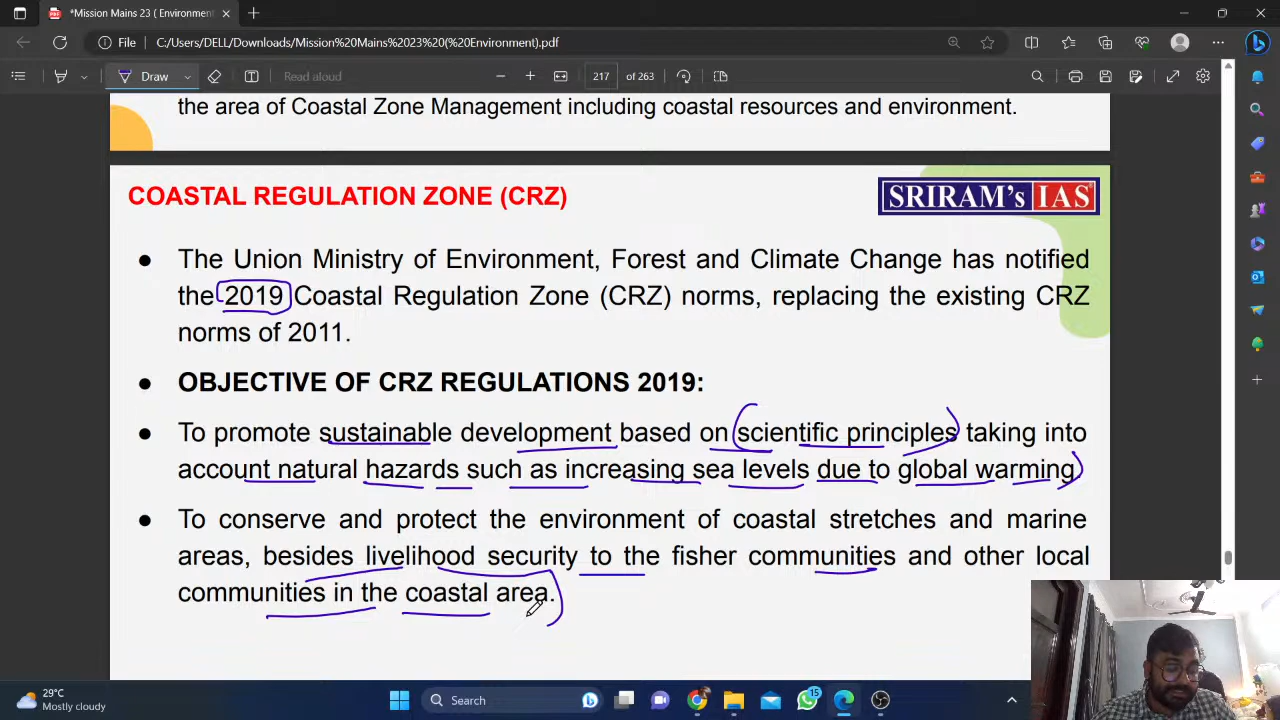 *Mission Mains 23 ( Environment
File C:/Users/DELL/Downloads/Mission%20Mains%2023%20(%20Environment).pdf
Draw Read aloud 217 of 263
the area of Coastal Zone Management including coastal resources and environment.
COASTAL REGULATION ZONE (CRZ)
SRIRAM's IAS
● The Union Ministry of Environment, Forest and Climate Change has notified
the 2019 Coastal Regulation Zone (CRZ) norms, replacing the existing CRZ
norms of 2011.
● OBJECTIVE OF CRZ REGULATIONS 2019:
● To promote sustainable development based on scientific principles taking into
account natural hazards such as increasing sea levels due to global warming
● To conserve and protect the environment of coastal stretches and marine
areas, besides livelihood security to the fisher communities and other local
communities in the coastal area.
29°C
Mostly cloudy
Search
15